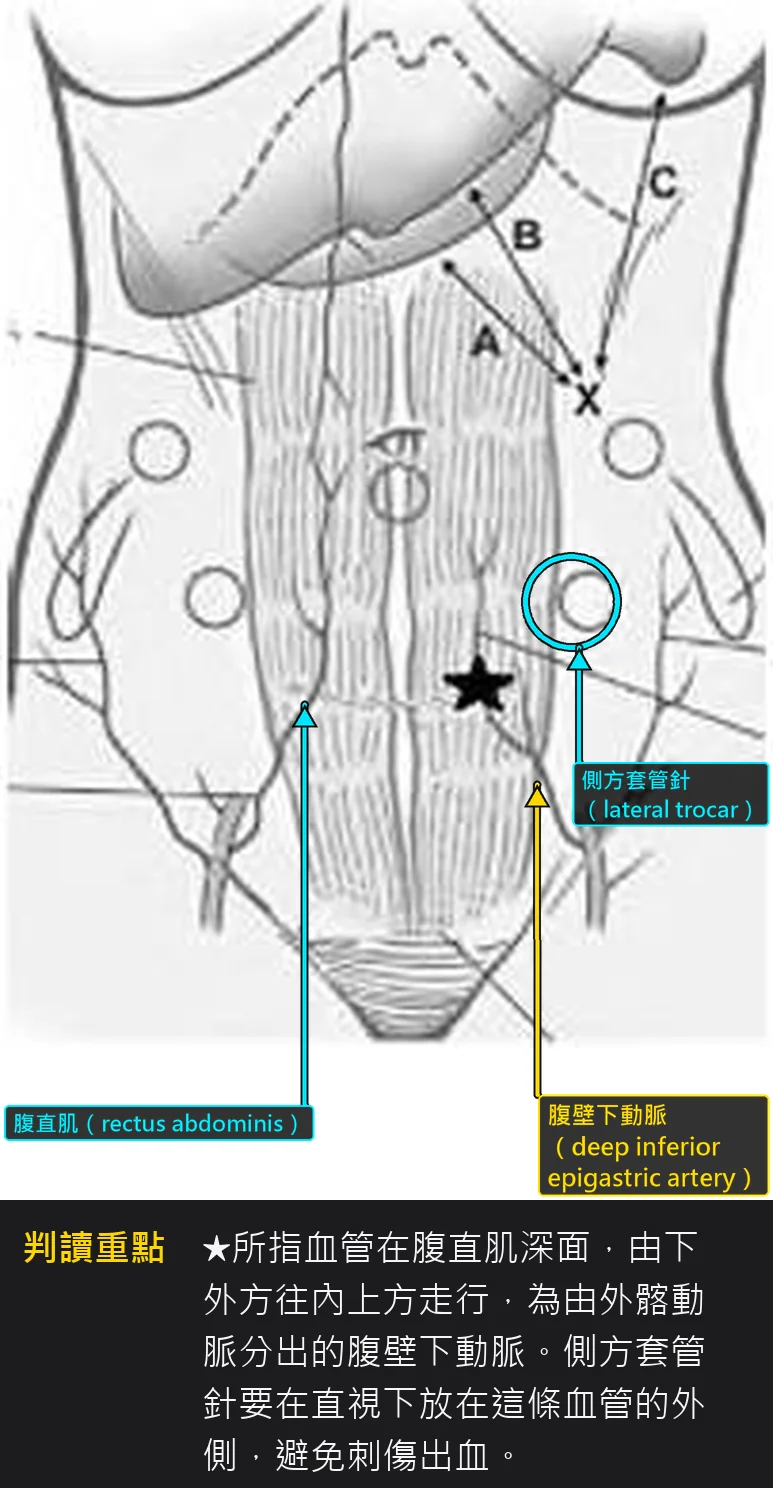 C
B
A
X
側方套管針
（lateral trocar）
腹直肌（rectus abdominis）
腹壁下動脈
（deep inferior
epigastric artery）
判讀重點
★所指血管在腹直肌深面，由下
外方往內上方走行，為由外髂動
脈分出的腹壁下動脈。側方套管
針要在直視下放在這條血管的外
側，避免刺傷出血。